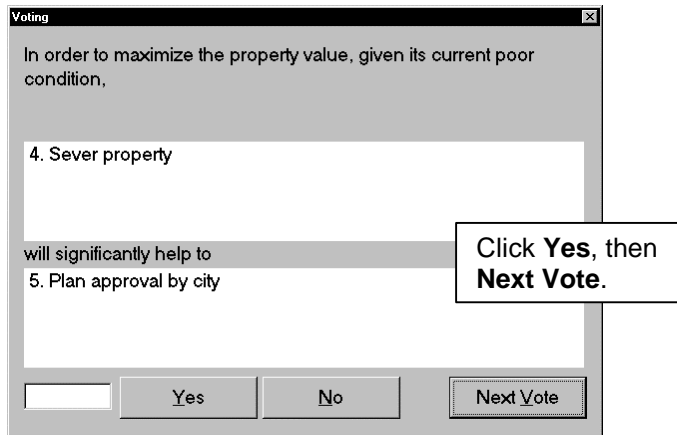 Voting
In order to maximize the property value, given its current poor
condition,
4. Sever property
will significantly help to
Click Yes, then
Next Vote.
5. Plan approval by city
Yes
No
Next Vote